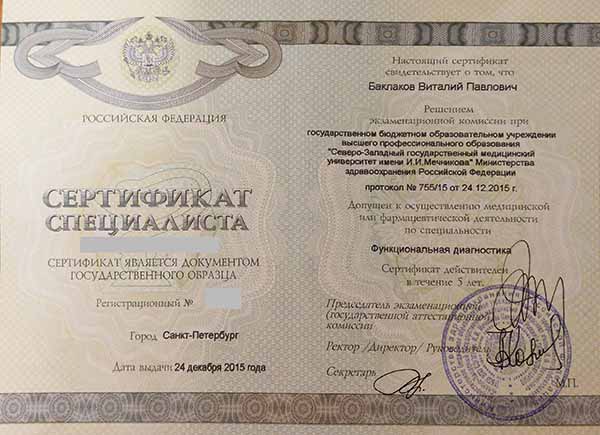 РОССИЙСКАЯ ФЕДЕРАЦИЯ
СЕРТИФИКАТ
СПЕЦИАЛИСТА
СЕРТИФИКАТ ЯВЛЯЕТСЯ ДОКУМЕНТОМ
ГОСУДАРСТВЕННОГО ОБРАЗЦА
Регистрационный №
Город Санкт-Петербург
Дата выдачи 24 декабря 2015 года
Настоящий сертификат
свидетельствует о том, что
Баклаков Виталий Павлович
Решением
экзаменационной комиссии при
государственном бюджетном образовательном учреждении
высшего профессионального образования
"Северо-Западный государственный медицинский
университет имени И.И.Мечникова" Министерства
здравоохранения Российской Федерации
протокол № 755/15 от 24.12.2015 г.
Допущен к осуществлению медицинской
или фармацевтической деятельности
по специальности
Функциональная диагностика
Сертификат действителен
в течение 5 лет.
Председатель экзаменационной
(государственной аттестационной)
комиссии
Ректор /Директор/ Руководитель
Секретарь
М.П.